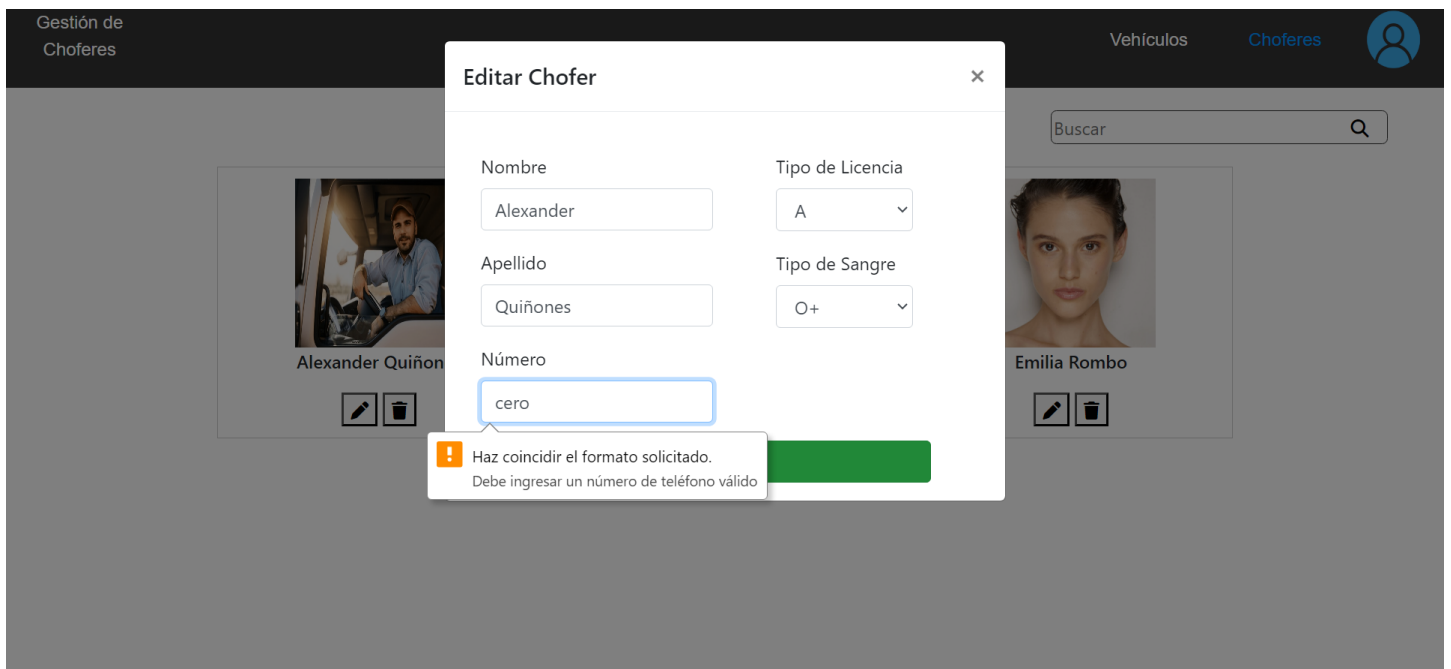 Gestión de
Choferes
Vehículos
Choferes
Editar Chofer
×
Buscar
Nombre
Tipo de Licencia
Alexander
A
Apellido
Tipo de Sangre
Quiñones
O+
Alexander Quiñon
Número
Emilia Rombo
cero
Haz coincidir el formato solicitado.
Debe ingresar un número de teléfono válido